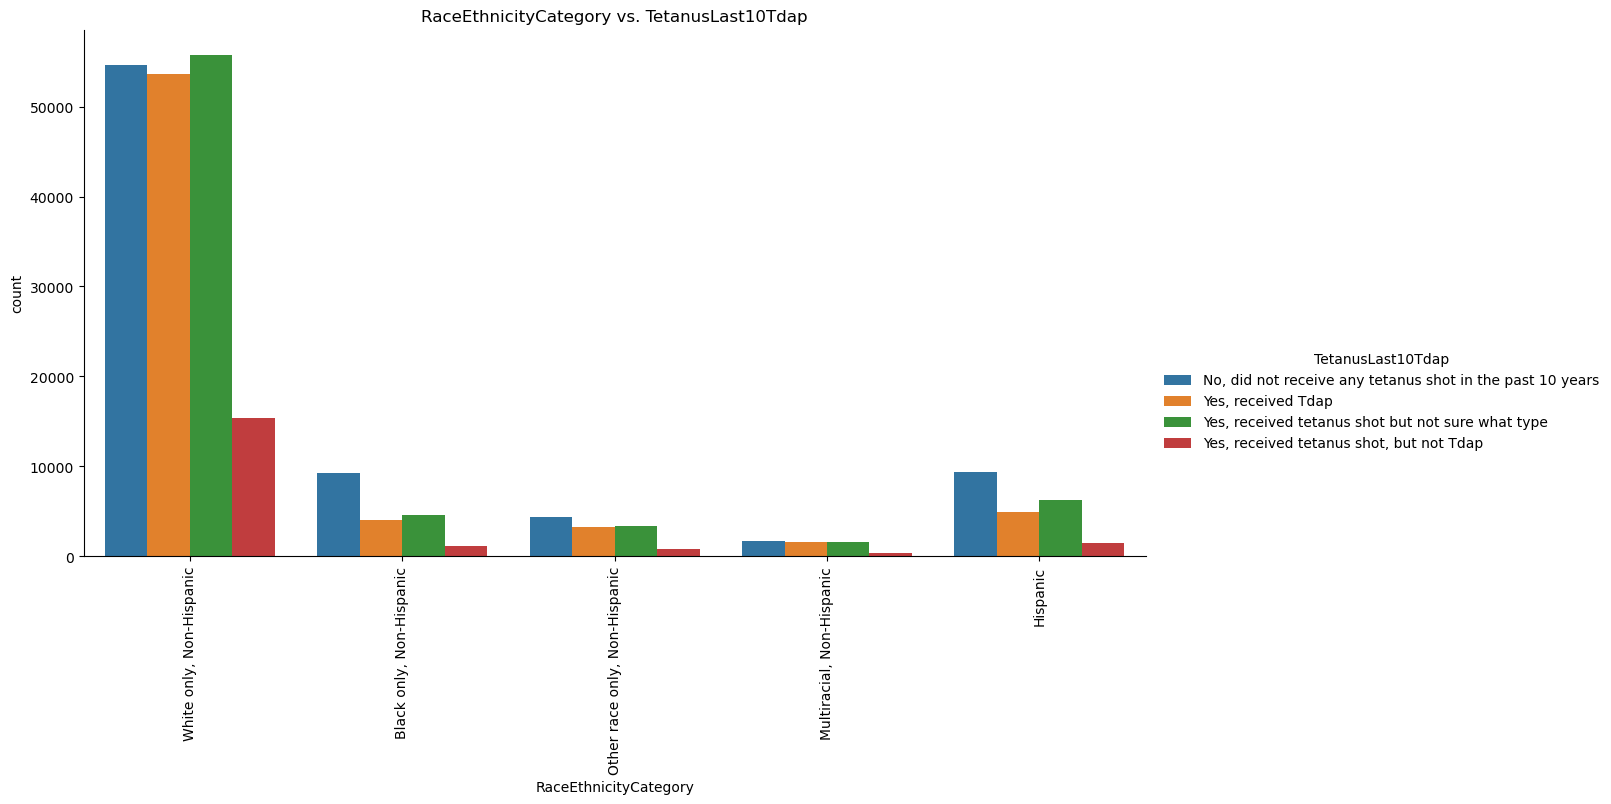 RaceEthnicityCategory vs. TetanusLast10Tdap
count
50000
40000
30000
20000
10000
0
White only, Non-Hispanic
Black only, Non-Hispanic
Other race only, Non-Hispanic
Multiracial, Non-Hispanic
Hispanic
RaceEthnicityCategory
TetanusLast10Tdap
No, did not receive any tetanus shot in the past 10 years
Yes, received Tdap
Yes, received tetanus shot but not sure what type
Yes, received tetanus shot, but not Tdap